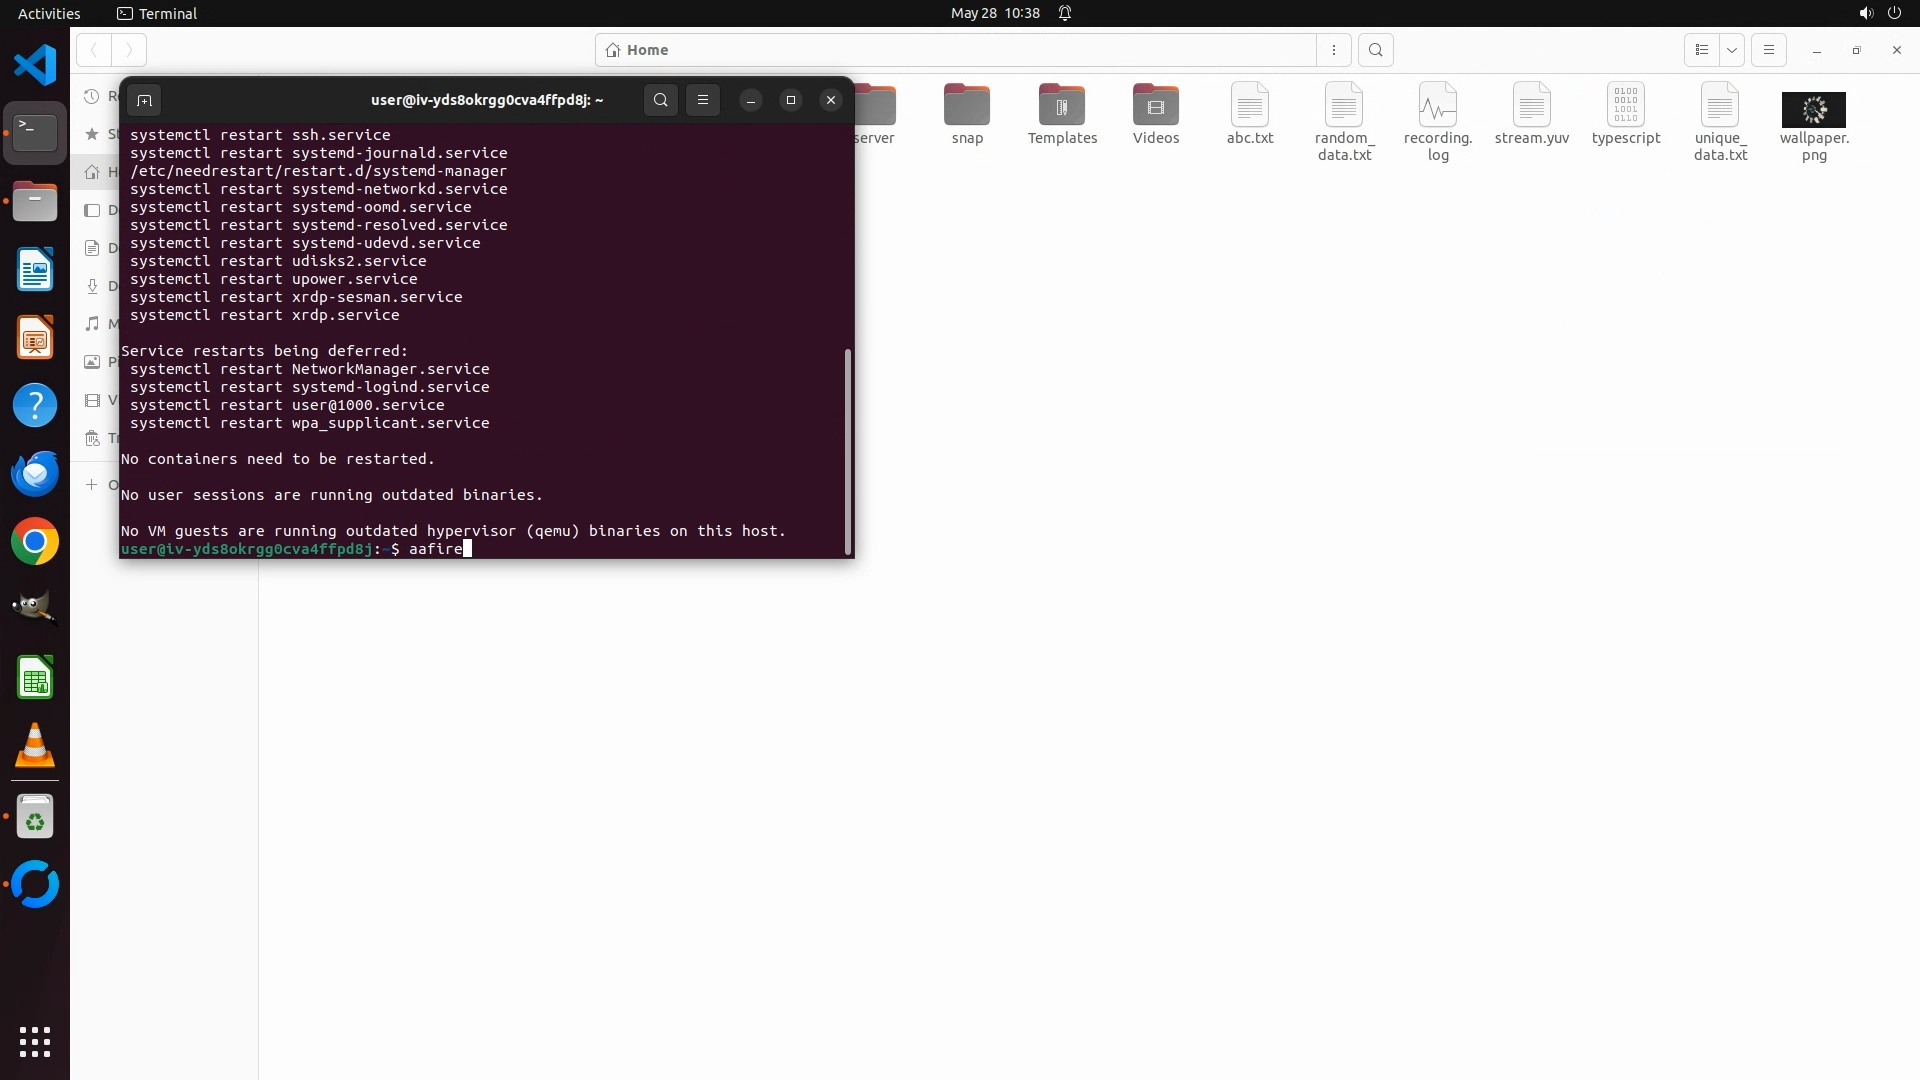 Activities
Terminal
May 28 10:38
Home
user@iv-yds8okrgg0cva4ffpd8j: ~
systemctl restart ssh.service
systemctl restart systemd-journald.service
/etc/needrestart/restart.d/systemd-manager
systemctl restart systemd-networkd.service
systemctl restart systemd-oomd.service
systemctl restart systemd-resolved.service
systemctl restart systemd-udevd.service
systemctl restart udisks2.service
systemctl restart upower.service
systemctl restart xrdp-sesman.service
systemctl restart xrdp.service
Service restarts being deferred:
systemctl restart NetworkManager.service
systemctl restart systemd-logind.service
systemctl restart user@1000.service
systemctl restart wpa_supplicant.service
No containers need to be restarted.
No user sessions are running outdated binaries.
No VM guests are running outdated hypervisor (qemu) binaries on this host.
user@iv-yds8okrgg0cva4ffpd8j:~$ aafire
server
snap
Templates
Videos
abc.txt
random_
data.txt
recording.
log
stream.yuv
typescript
unique_
data.txt
wallpaper.
png